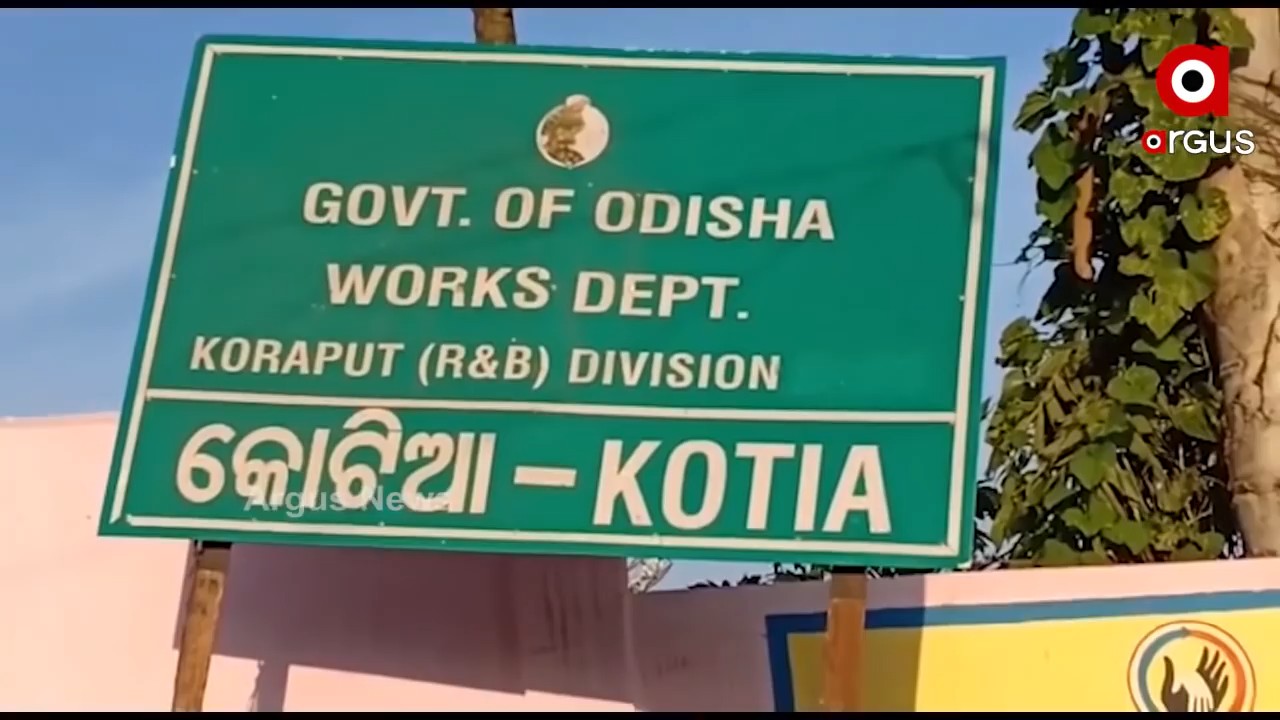 GOVT. OF ODISHA
WORKS DEPT.
KORAPUT (R&B) DIVISION
କୋଟିଆ – KOTIA
Argus News
argus